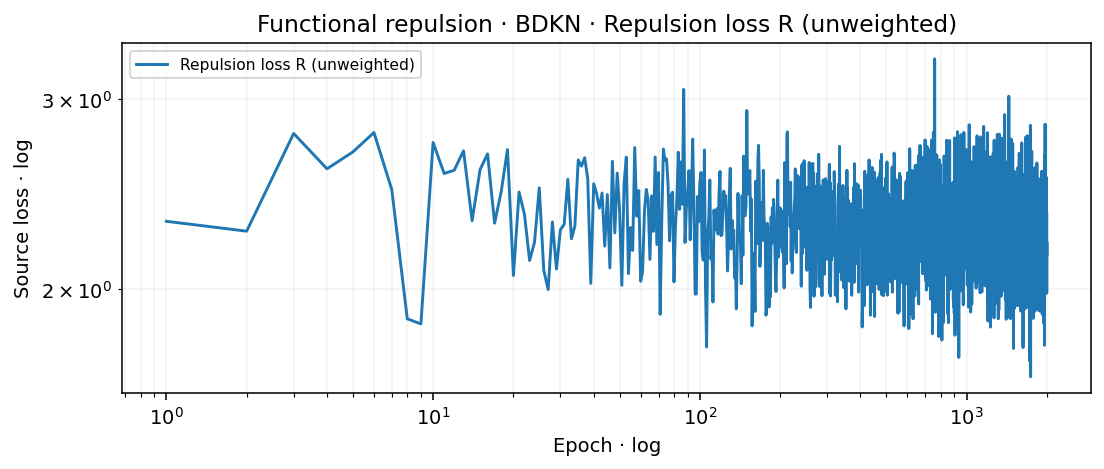 Functional repulsion · BDKN · Repulsion loss R (unweighted)
Repulsion loss R (unweighted)
3 × 10⁰
2 × 10⁰
Source loss · log
10⁰ 10¹ 10² 10³
Epoch · log